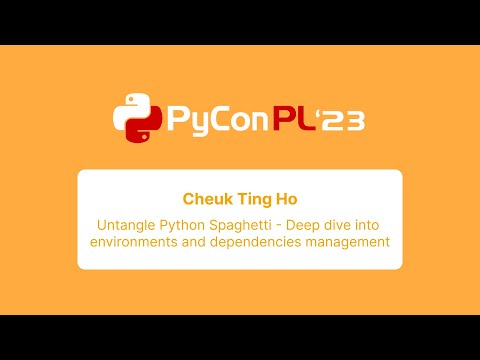 PyConPL'23
Cheuk Ting Ho
Untangle Python Spaghetti - Deep dive into
environments and dependencies management